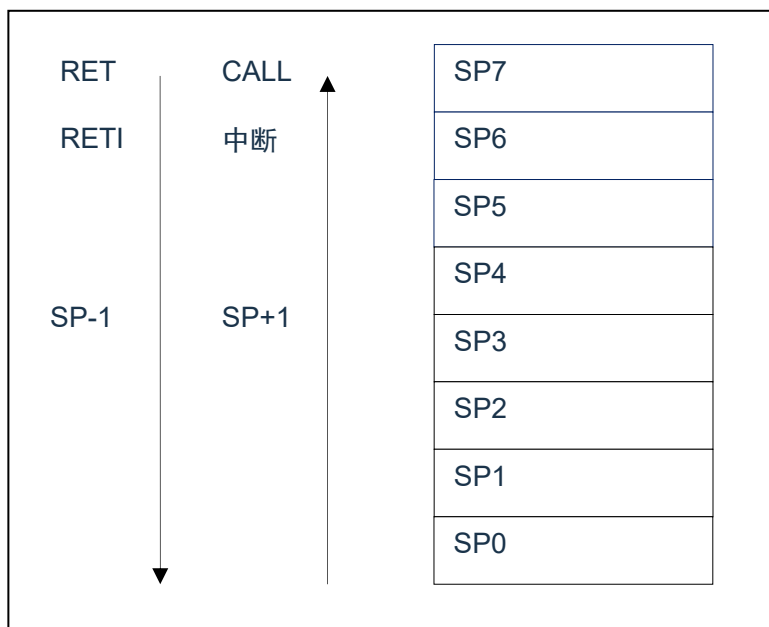 RET CALL SP7
RETI 中断 SP6
SP5
SP4
SP-1 SP+1
SP3
SP2
SP1
SP0